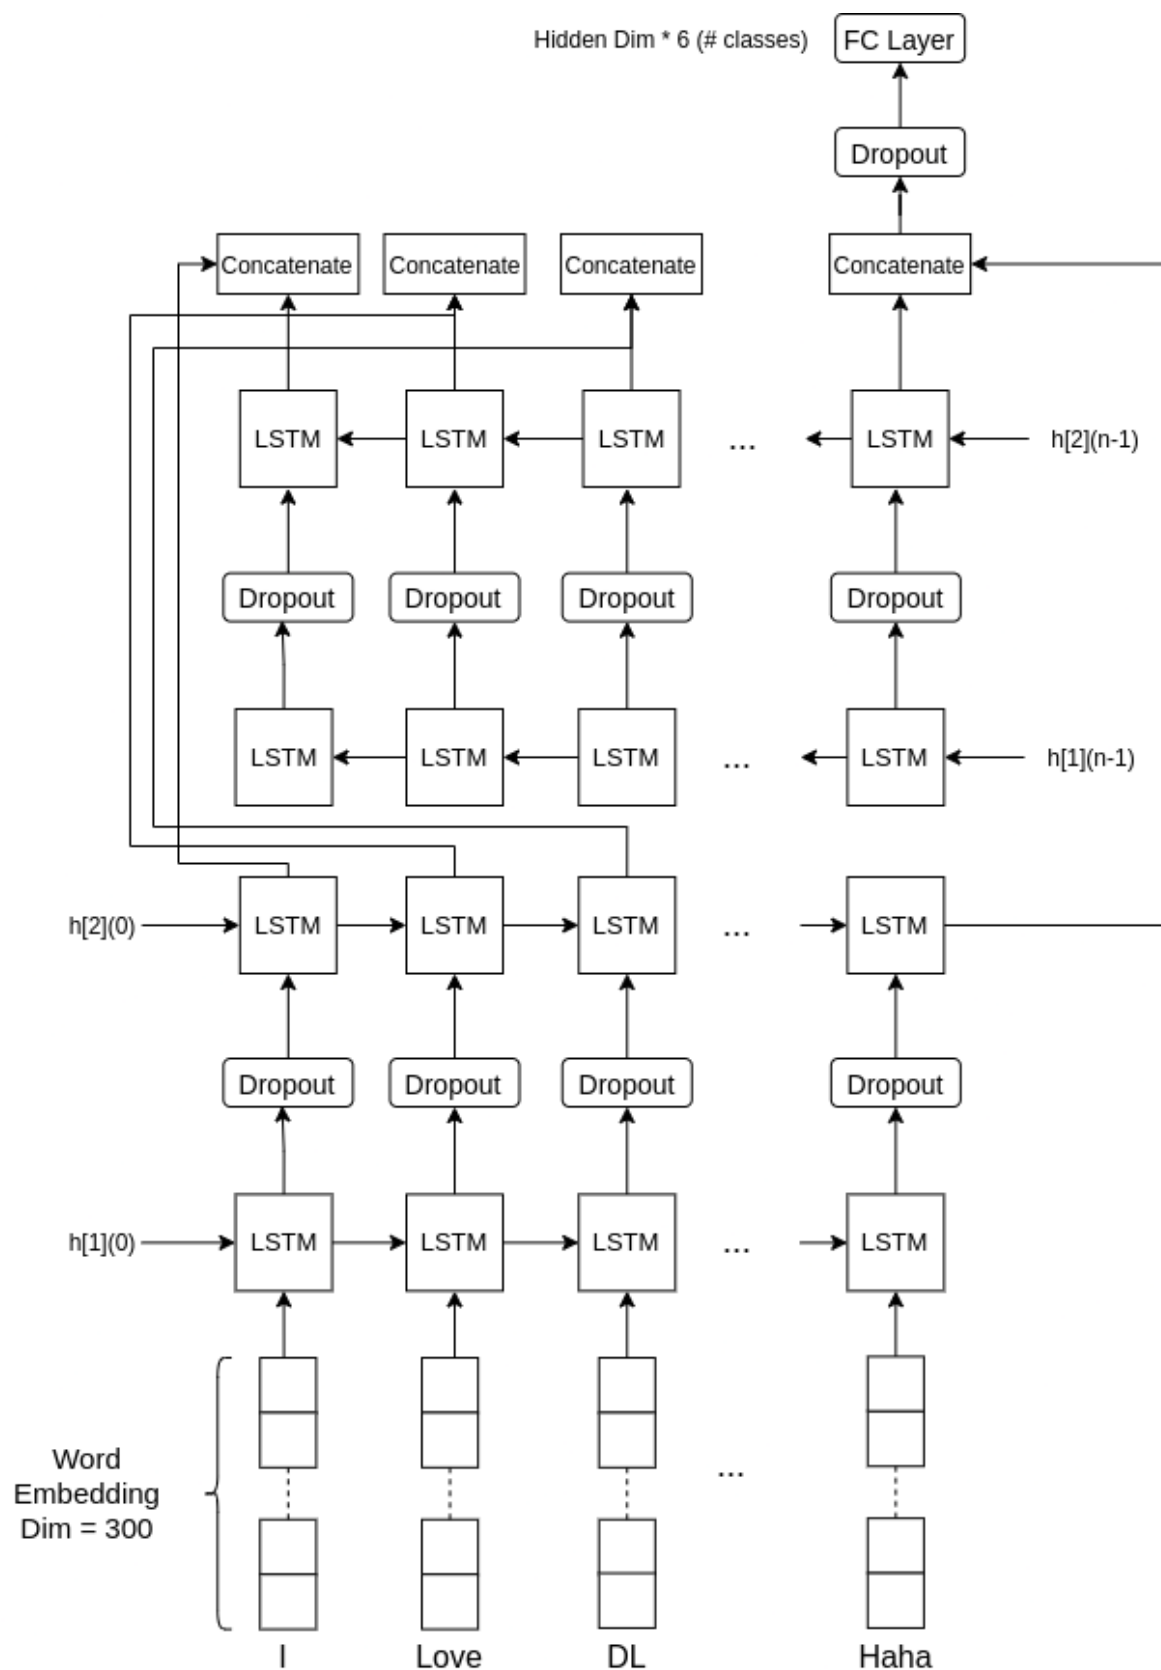 Hidden Dim * 6 (# classes)
FC Layer
Dropout
Concatenate
Concatenate
Concatenate
Concatenate
LSTM
LSTM
LSTM
...
LSTM
h[2](n-1)
Dropout
Dropout
Dropout
Dropout
LSTM
LSTM
LSTM
...
LSTM
h[1](n-1)
h[2](0)
LSTM
LSTM
LSTM
...
LSTM
Dropout
Dropout
Dropout
Dropout
h[1](0)
LSTM
LSTM
LSTM
...
LSTM
Word
Embedding
Dim = 300
...
I
Love
DL
Haha